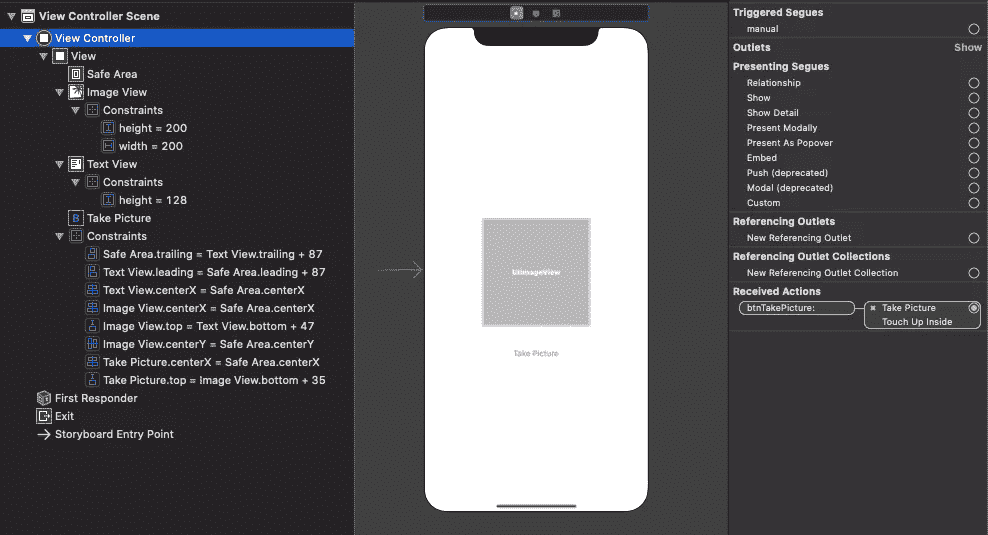 View Controller Scene
View Controller
View
Safe Area
Image View
Constraints
height = 200
width = 200
Text View
Constraints
height = 128
B Take Picture
Constraints
Safe Area.trailing = Text View.trailing + 87
Text View.leading = Safe Area.leading + 87
Text View.centerX = Safe Area.centerX
Image View.centerX = Safe Area.centerX
Image View.top = Text View.bottom + 47
Image View.centerY = Safe Area.centerY
Take Picture.centerX = Safe Area.centerX
Take Picture.top = Image View.bottom + 35
First Responder
Exit
Storyboard Entry Point
UIImageView
Take Picture
Triggered Segues
manual
Outlets Show
Presenting Segues
Relationship
Show
Show Detail
Present Modally
Present As Popover
Embed
Push (deprecated)
Modal (deprecated)
Custom
Referencing Outlets
New Referencing Outlet
Referencing Outlet Collections
New Referencing Outlet Collection
Received Actions
btnTakePicture: Take Picture
Touch Up Inside